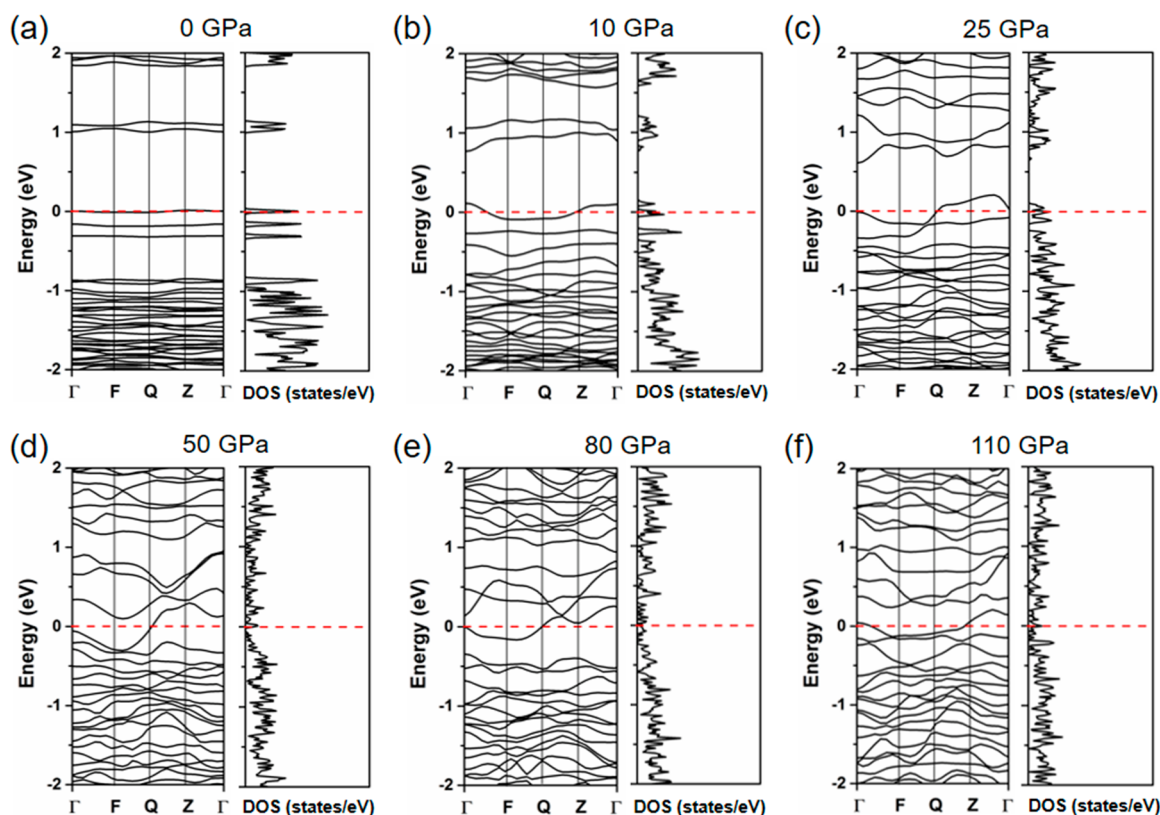 (a) 0 GPa
(b) 10 GPa
(c) 25 GPa
Energy (eV)
2
1
0
-1
-2
Γ F Q Z Γ
DOS (states/eV)
Energy (eV)
2
1
0
-1
-2
Γ F Q Z Γ
DOS (states/eV)
Energy (eV)
2
1
0
-1
-2
Γ F Q Z Γ
DOS (states/eV)
(d) 50 GPa
(e) 80 GPa
(f) 110 GPa
Energy (eV)
2
1
0
-1
-2
Γ F Q Z Γ
DOS (states/eV)
Energy (eV)
2
1
0
-1
-2
Γ F Q Z Γ
DOS (states/eV)
Energy (eV)
2
1
0
-1
-2
Γ F Q Z Γ
DOS (states/eV)